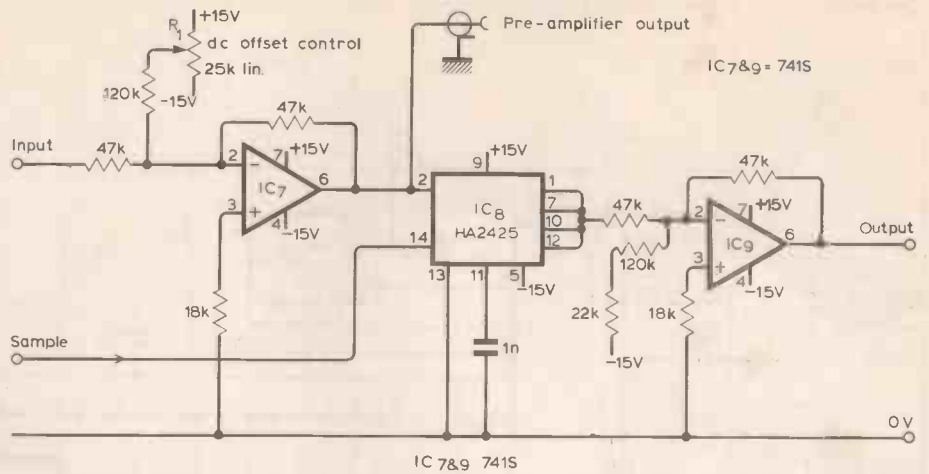 +15V
R1
dc offset control
25k lin.
120k
-15V
Pre-amplifier output
IC7&9 = 741S
Input
47k
47k
2
7
+15V
-
IC7
6
3
+
4
-15V
18k
Sample
2
14
9
+15V
IC8
HA2425
1
7
10
12
13
11
5
-15V
1n
47k
120k
22k
-15V
47k
2
7
+15V
-
IC9
6
3
+
4
-15V
18k
Output
0V
IC7&9 741S